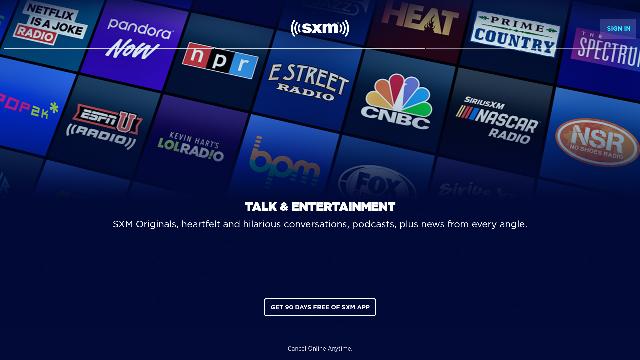 NETFLIX
IS A JOKE
RADIO
pandora
Now
sxm
HEAT
PRIME
COUNTRY
THE
SPECTRUM
SIGN IN
npr
E STREET
RADIO
CNBC
SIRIUSXM
NASCAR
RADIO
NSR
NO SHOES RADIO
POP2K
ESPNU
RADIO
KEVIN HART'S
LOL RADIO
bpm
FOX
SiriusXM
TALK & ENTERTAINMENT
SXM Originals, heartfelt and hilarious conversations, podcasts, plus news from every angle.
GET 90 DAYS FREE OF SXM APP
Cancel Online Anytime.